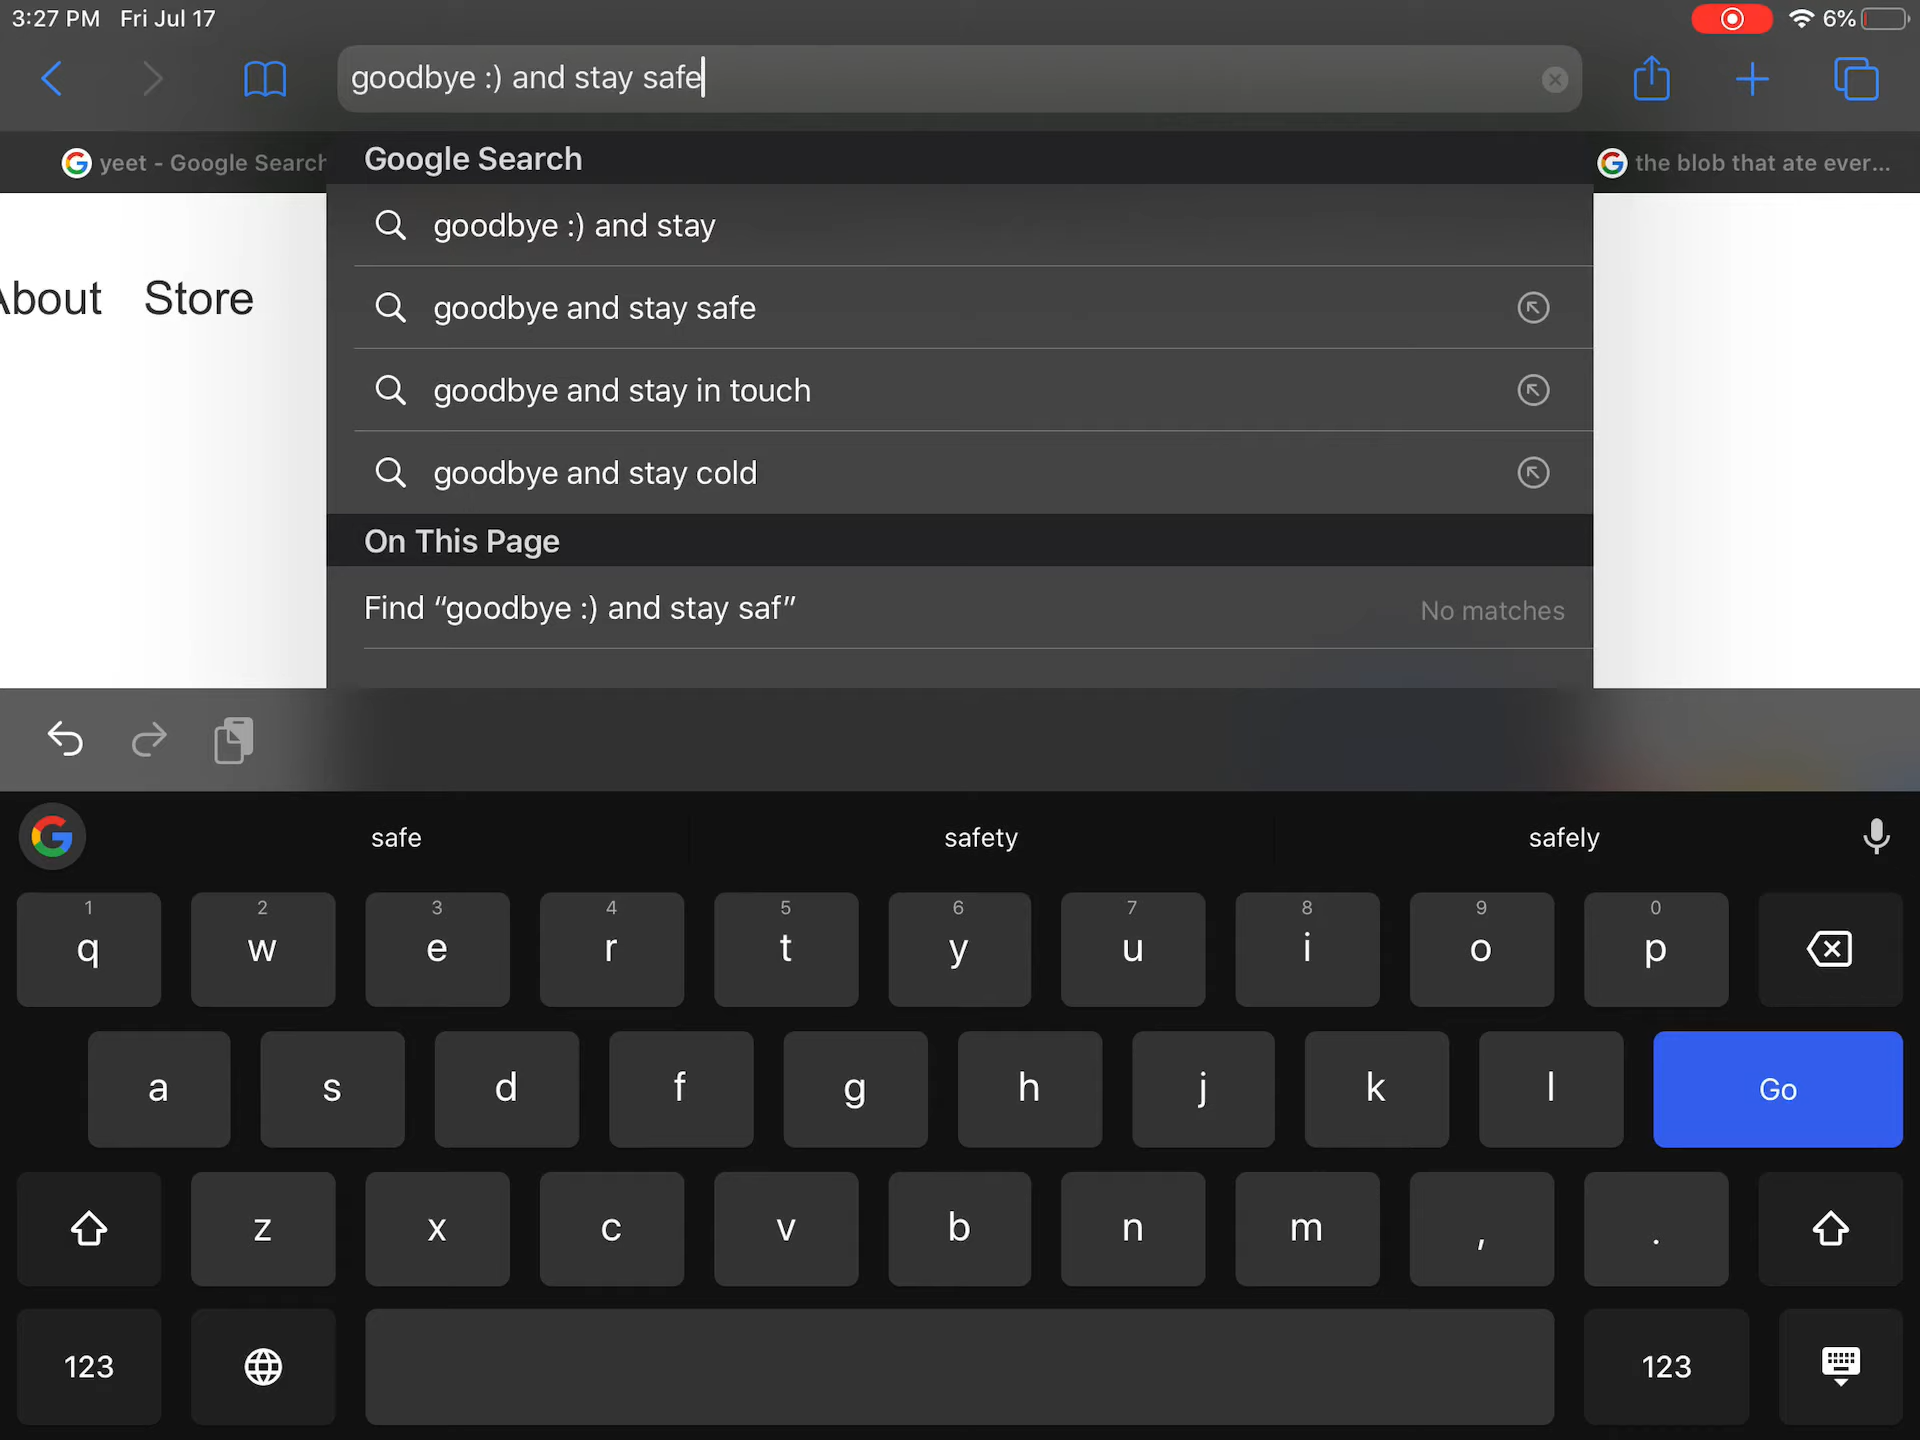 3:27 PM Fri Jul 17 6%
goodbye :) and stay safe
yeet - Google Search
Google Search
the blob that ate ever...
goodbye :) and stay
About Store
goodbye and stay safe
goodbye and stay in touch
goodbye and stay cold
On This Page
Find “goodbye :) and stay saf” No matches
safe safety safely
1 2 3 4 5 6 7 8 9 0
q w e r t y u i o p
a s d f g h j k l Go
z x c v b n m , .
123 123